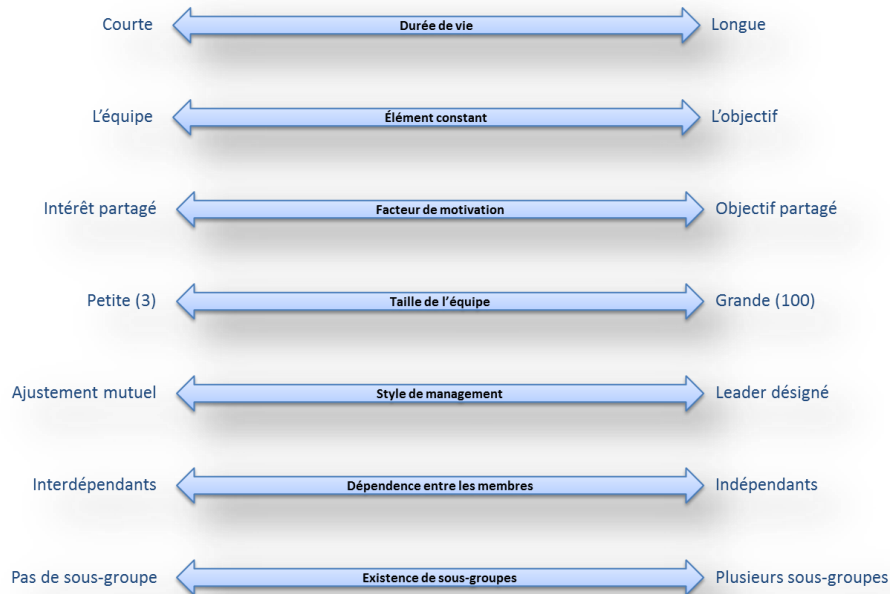 Courte Durée de vie Longue
L'équipe Élément constant L'objectif
Intérêt partagé Facteur de motivation Objectif partagé
Petite (3) Taille de l'équipe Grande (100)
Ajustement mutuel Style de management Leader désigné
Interdépendants Dépendence entre les membres Indépendants
Pas de sous-groupe Existence de sous-groupes Plusieurs sous-groupes